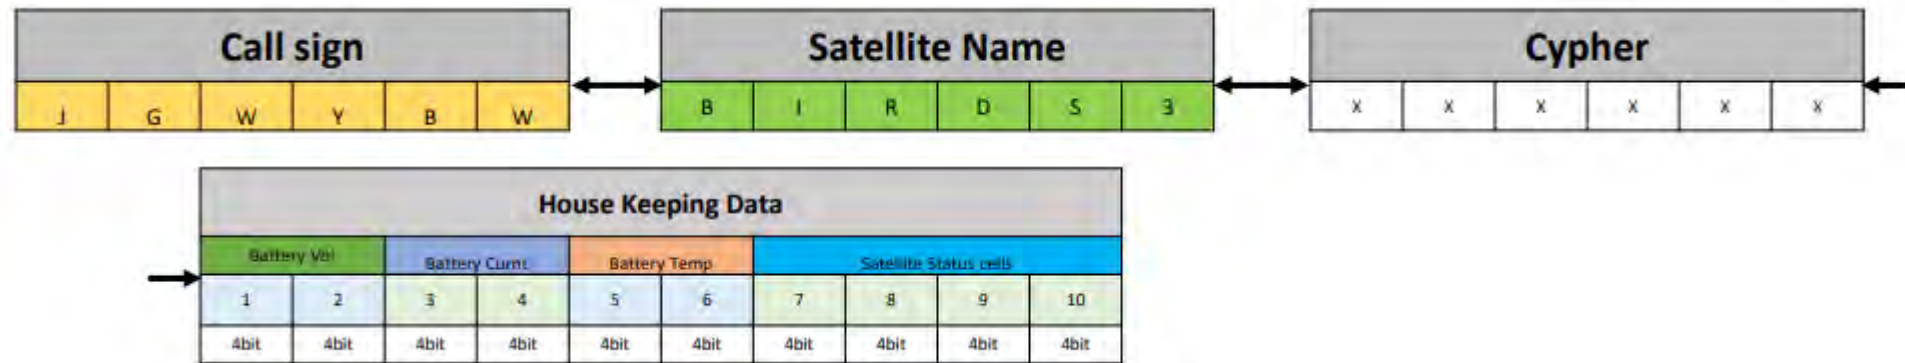 Call sign Satellite Name Cypher
J G W Y B W B I R D S 3 x x x x x x
House Keeping Data
Battery Vol Battery Curnt Battery Temp Satellite Status cells
1 2 3 4 5 6 7 8 9 10
4bit 4bit 4bit 4bit 4bit 4bit 4bit 4bit 4bit 4bit